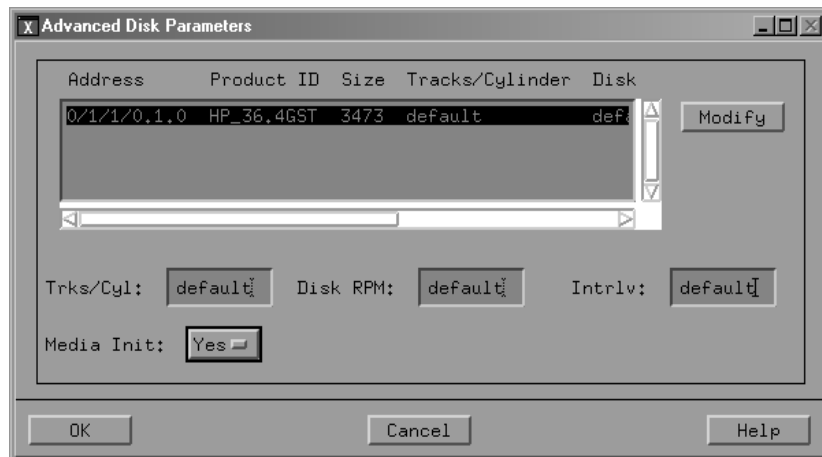 X Advanced Disk Parameters
Address Product ID Size Tracks/Cylinder Disk
0/1/1/0.1.0 HP_36.4GST 3473 default defa
Modify
Trks/Cyl: default Disk RPM: default Intrlv: default
Media Init: Yes
OK Cancel Help